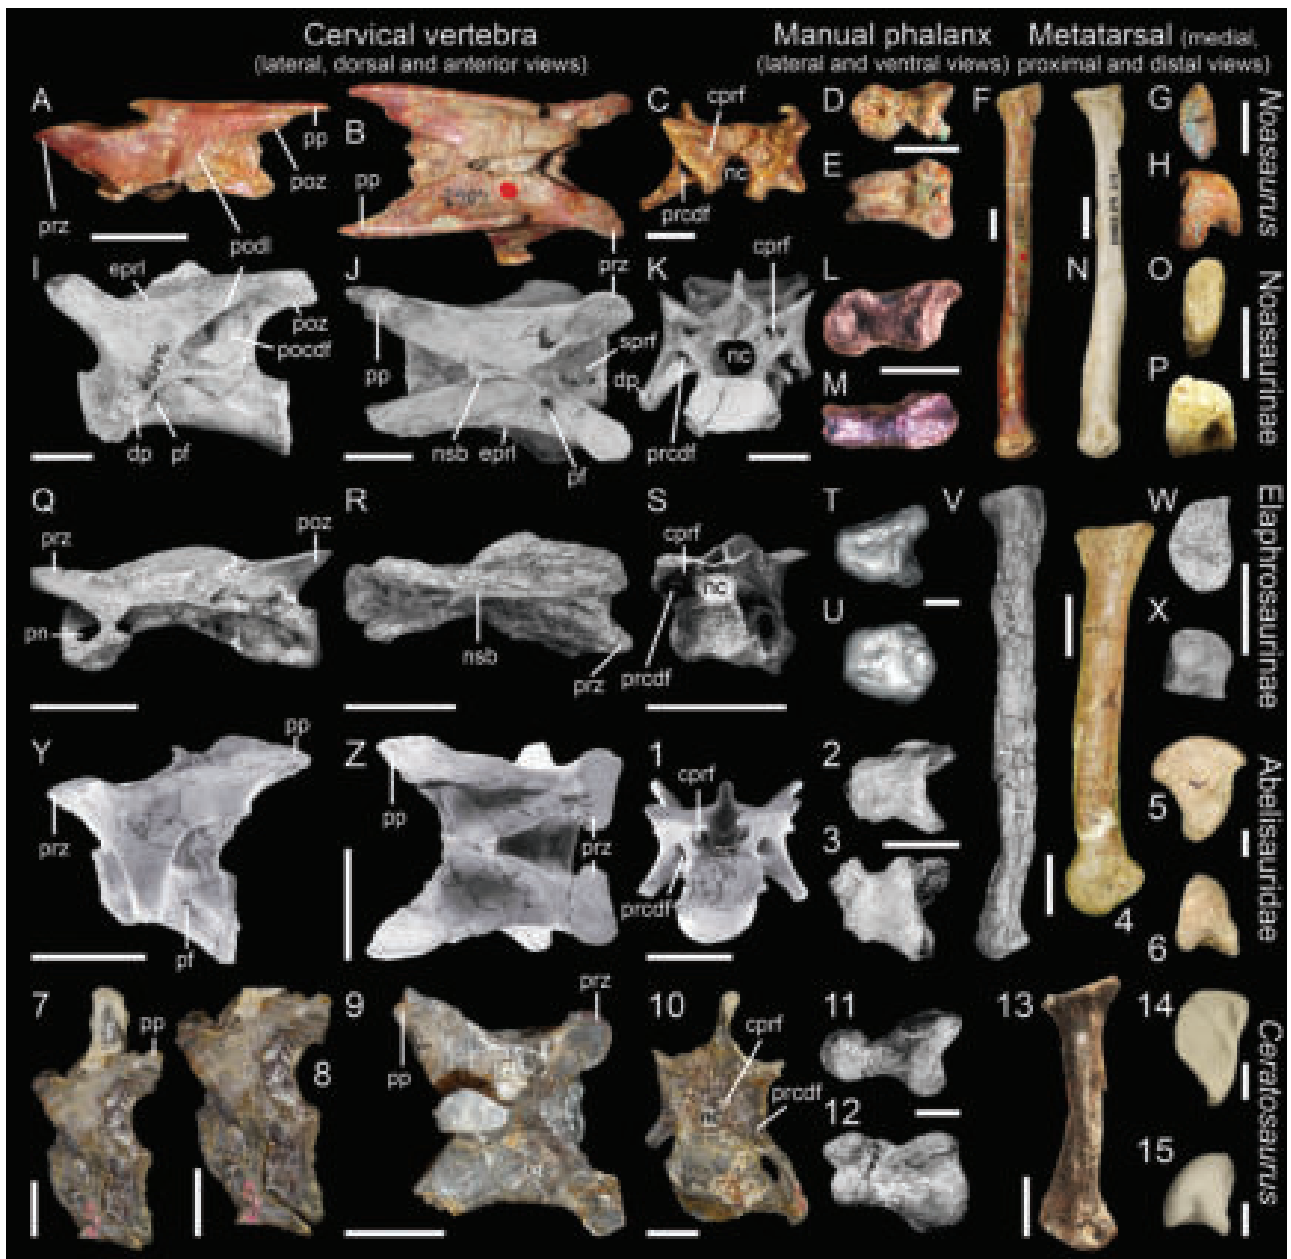 Cervical vertebra
(lateral, dorsal and anterior views)
Manual phalanx
(lateral and ventral views)
Metatarsal (medial,
proximal and distal views)
Noasaurus
A
pp
poz
prz
podl
B
pp
prz
C
cprf
nc
prcdf
D
E
F
G
H
Noasaurinae
I
eprl
poz
pocdf
dp pf
J
pp
sprf
dp
nsb eprl
pf
K
cprf
nc
prcdf
L
M
N
O
P
Elaphrosaurinae
Q
prz
poz
pn
R
nsb
prz
S
cprf
nc
prcdf
T
U
V
W
X
Abelisauridae
Y
pp
prz
pf
Z
pp
prz
prz
1
cprf
prcdf
2
3
4
5
6
Ceratosaurus
7
pp
8
9
prz
pp
10
cprf
prcdf
11
12
13
14
15